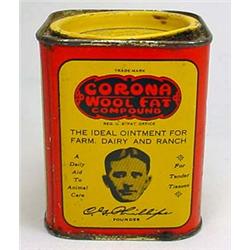 TRADE MARK
CORONA
WOOL FAT
COMPOUND
REG. U.S. PAT. OFFICE
THE IDEAL OINTMENT FOR
FARM, DAIRY AND RANCH
A
Daily
Aid
To
Animal
Care
For
Tender
Tissues
C.G. Phillips
FOUNDER